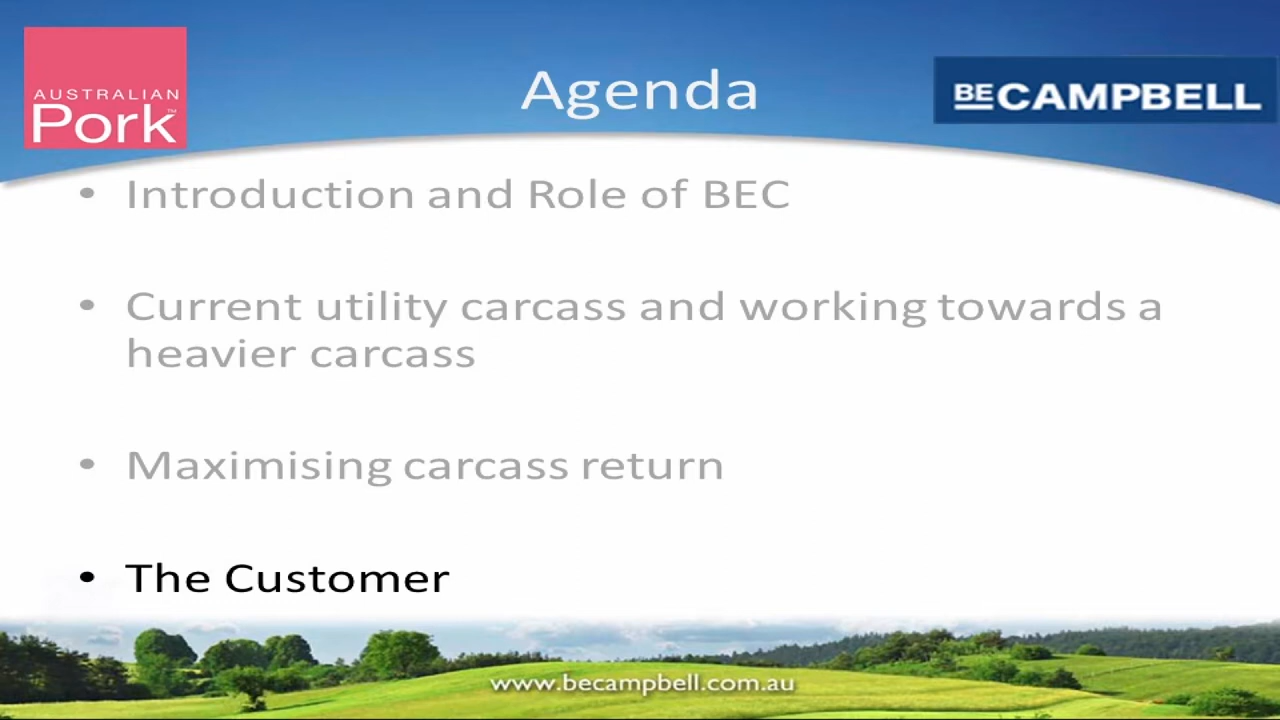 AUSTRALIAN
Pork™
Agenda
BECAMPBELL
• Introduction and Role of BEC
• Current utility carcass and working towards a
heavier carcass
• Maximising carcass return
• The Customer
www.becampbell.com.au